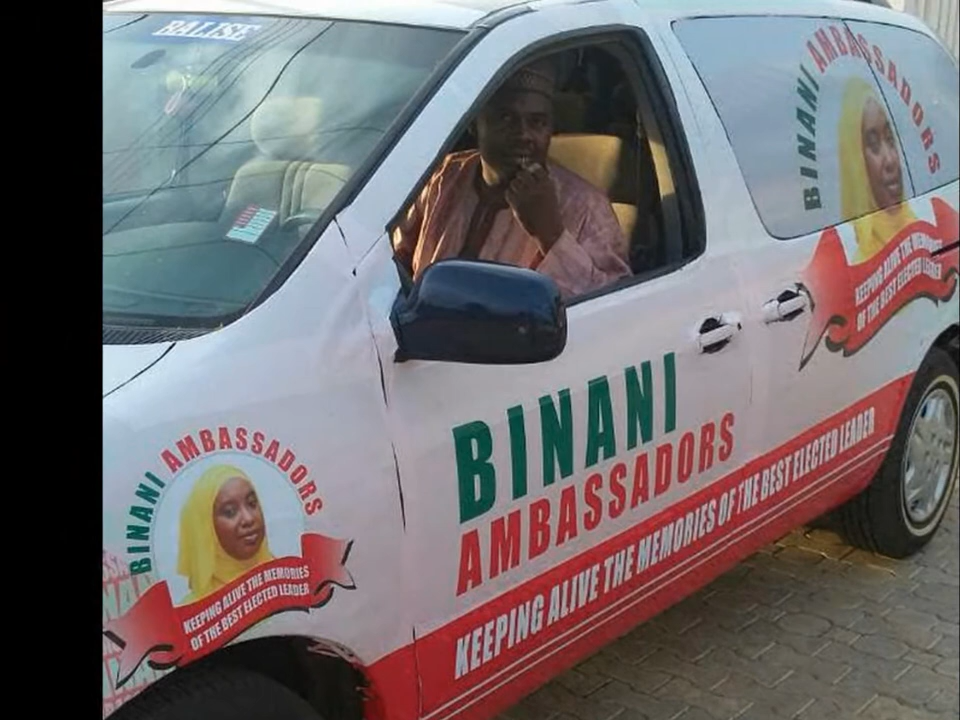 BALISE
BINANI AMBASSADORS
KEEPING ALIVE THE MEMORIES
OF THE BEST ELECTED LEADER
BINANI
AMBASSADORS
KEEPING ALIVE THE MEMORIES OF THE BEST ELECTED LEADER
BINANI AMBASSADORS
KEEPING ALIVE THE MEMORIES
OF THE BEST ELECTED LEADER